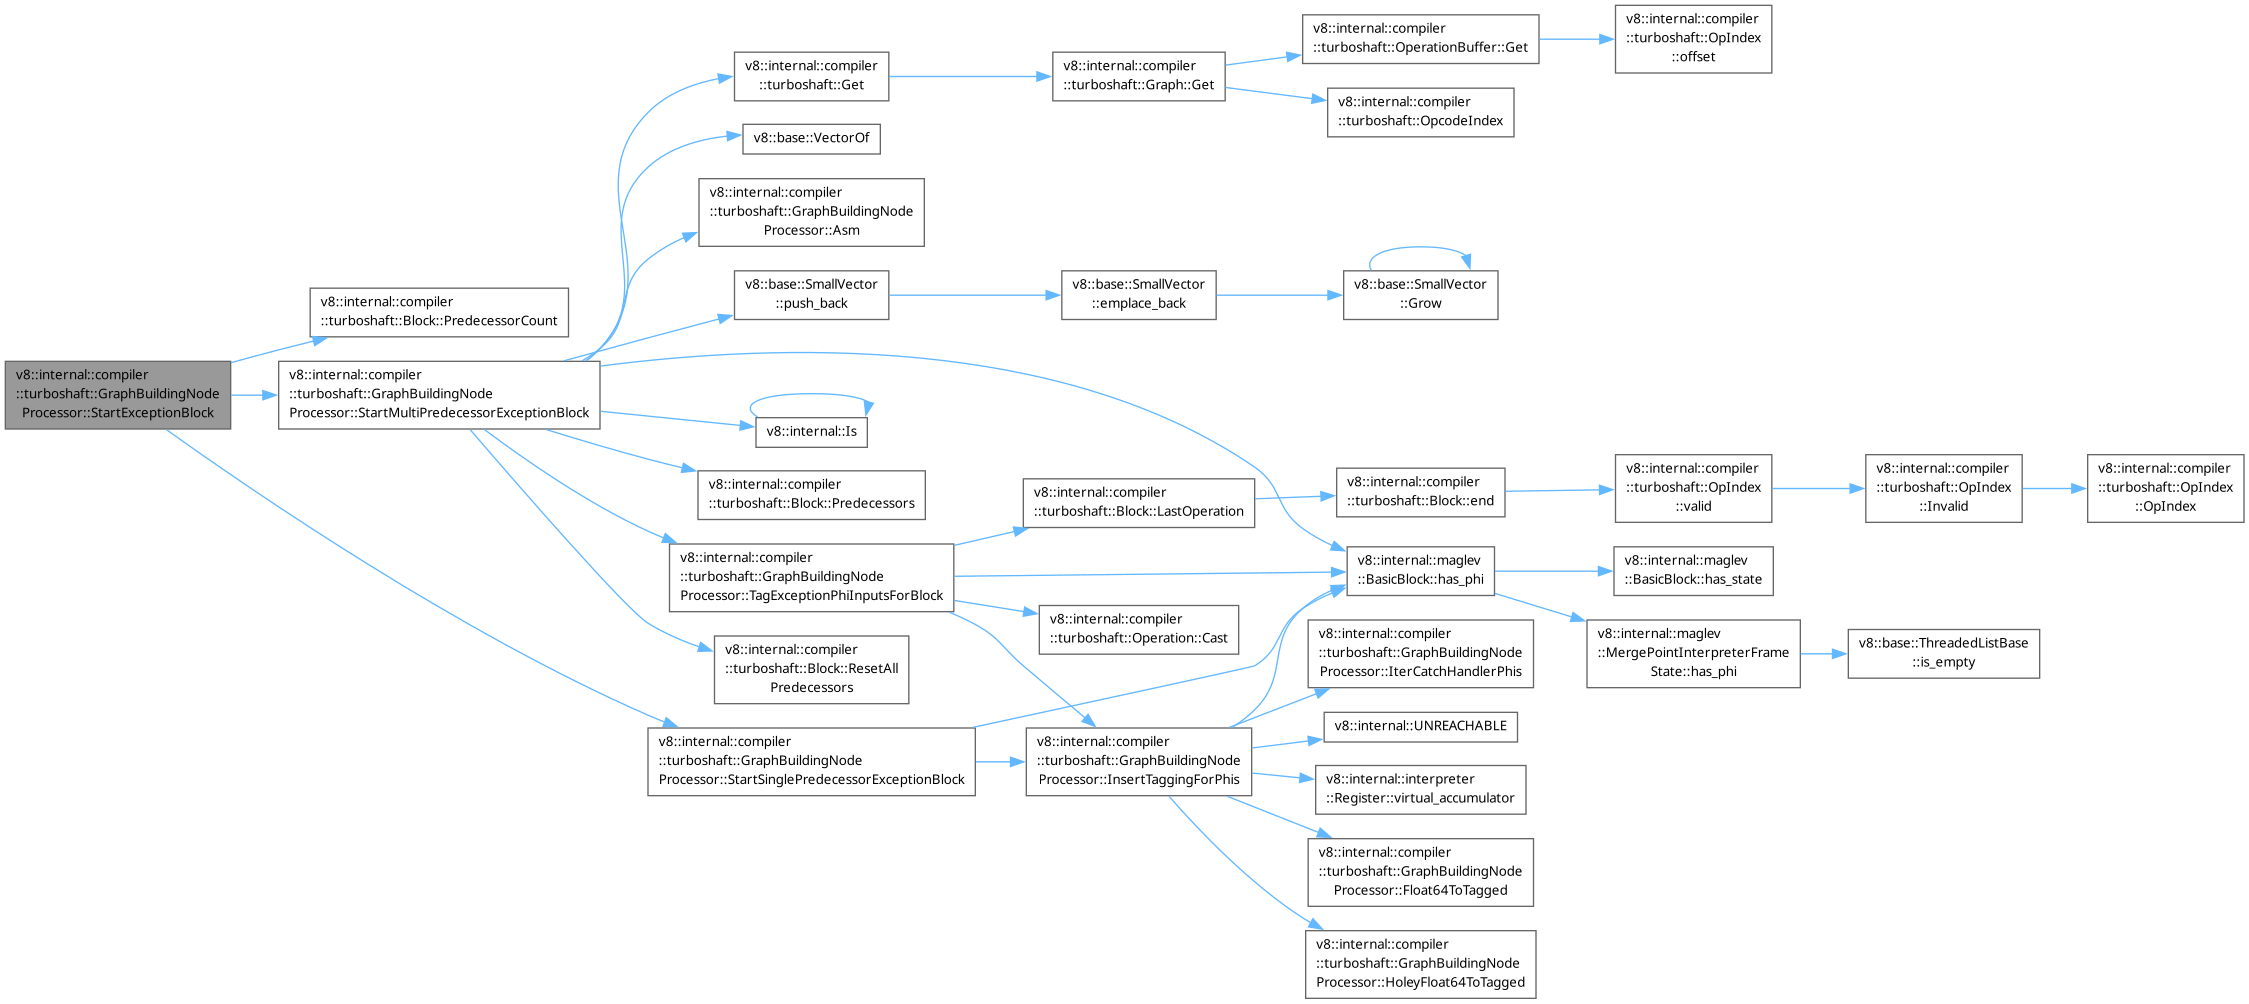 v8::internal::compiler
::turboshaft::GraphBuildingNode
Processor::StartExceptionBlock
v8::internal::compiler
::turboshaft::Block::PredecessorCount
v8::internal::compiler
::turboshaft::GraphBuildingNode
Processor::StartMultiPredecessorExceptionBlock
v8::internal::compiler
::turboshaft::Get
v8::internal::compiler
::turboshaft::Graph::Get
v8::internal::compiler
::turboshaft::OperationBuffer::Get
v8::internal::compiler
::turboshaft::OpIndex
::offset
v8::internal::compiler
::turboshaft::OpcodeIndex
v8::base::VectorOf
v8::internal::compiler
::turboshaft::GraphBuildingNode
Processor::Asm
v8::base::SmallVector
::push_back
v8::base::SmallVector
::emplace_back
v8::base::SmallVector
::Grow
v8::internal::Is
v8::internal::compiler
::turboshaft::Block::Predecessors
v8::internal::compiler
::turboshaft::GraphBuildingNode
Processor::TagExceptionPhiInputsForBlock
v8::internal::compiler
::turboshaft::Block::LastOperation
v8::internal::compiler
::turboshaft::Block::end
v8::internal::compiler
::turboshaft::OpIndex
::valid
v8::internal::compiler
::turboshaft::OpIndex
::Invalid
v8::internal::compiler
::turboshaft::OpIndex
::OpIndex
v8::internal::maglev
::BasicBlock::has_phi
v8::internal::maglev
::BasicBlock::has_state
v8::internal::maglev
::MergePointInterpreterFrame
State::has_phi
v8::base::ThreadedListBase
::is_empty
v8::internal::compiler
::turboshaft::Operation::Cast
v8::internal::compiler
::turboshaft::Block::ResetAll
Predecessors
v8::internal::compiler
::turboshaft::GraphBuildingNode
Processor::StartSinglePredecessorExceptionBlock
v8::internal::compiler
::turboshaft::GraphBuildingNode
Processor::InsertTaggingForPhis
v8::internal::compiler
::turboshaft::GraphBuildingNode
Processor::IterCatchHandlerPhis
v8::internal::UNREACHABLE
v8::internal::interpreter
::Register::virtual_accumulator
v8::internal::compiler
::turboshaft::GraphBuildingNode
Processor::Float64ToTagged
v8::internal::compiler
::turboshaft::GraphBuildingNode
Processor::HoleyFloat64ToTagged